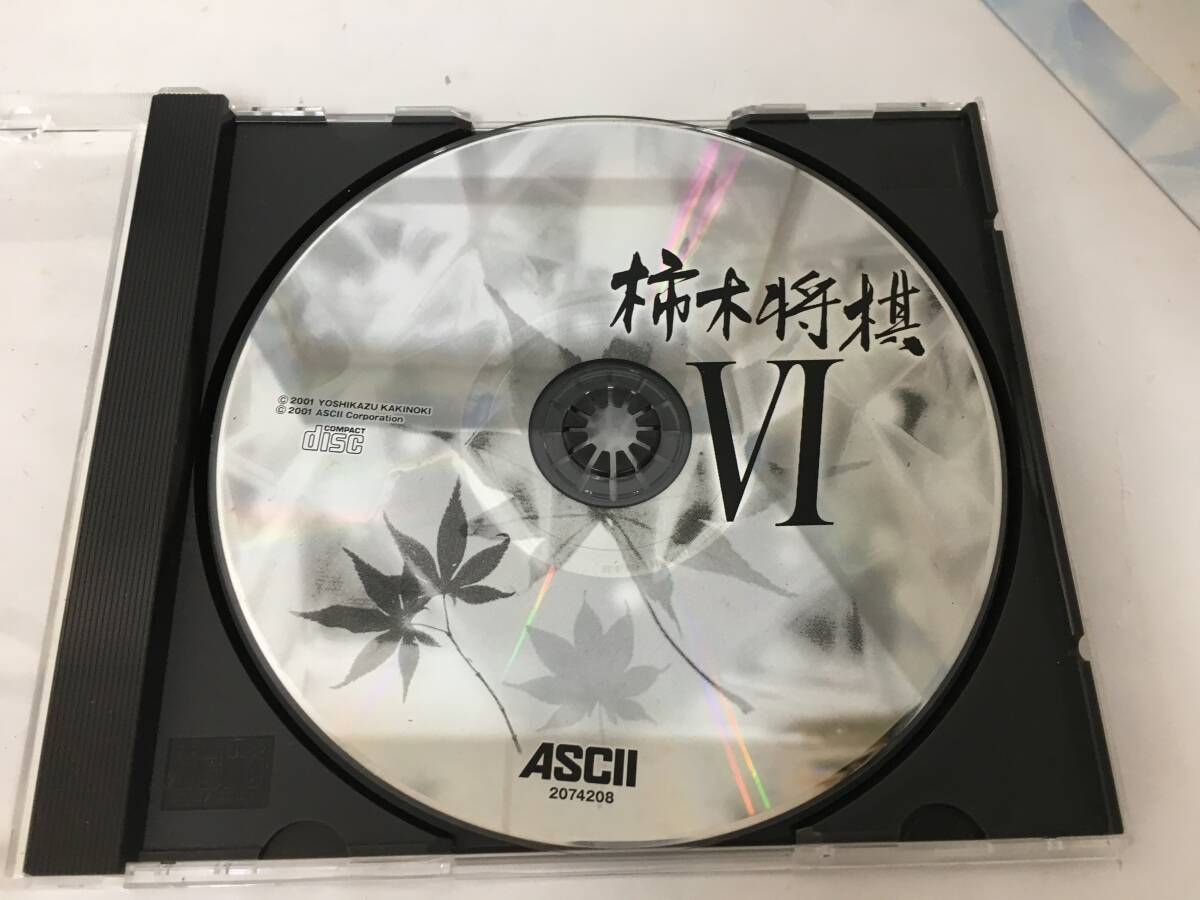 柿木将棋
VI
© 2001 YOSHIKAZU KAKINOKI
© 2001 ASCII Corporation
COMPACT
disc
ASCII
2074208